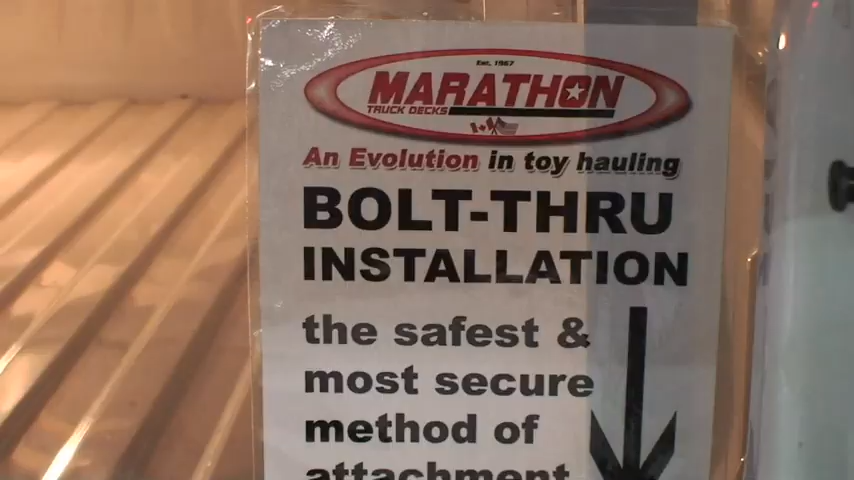 Est. 1967
MARATHON
TRUCK DECKS
An Evolution in toy hauling
BOLT-THRU
INSTALLATION
the safest &
most secure
method of
attachment